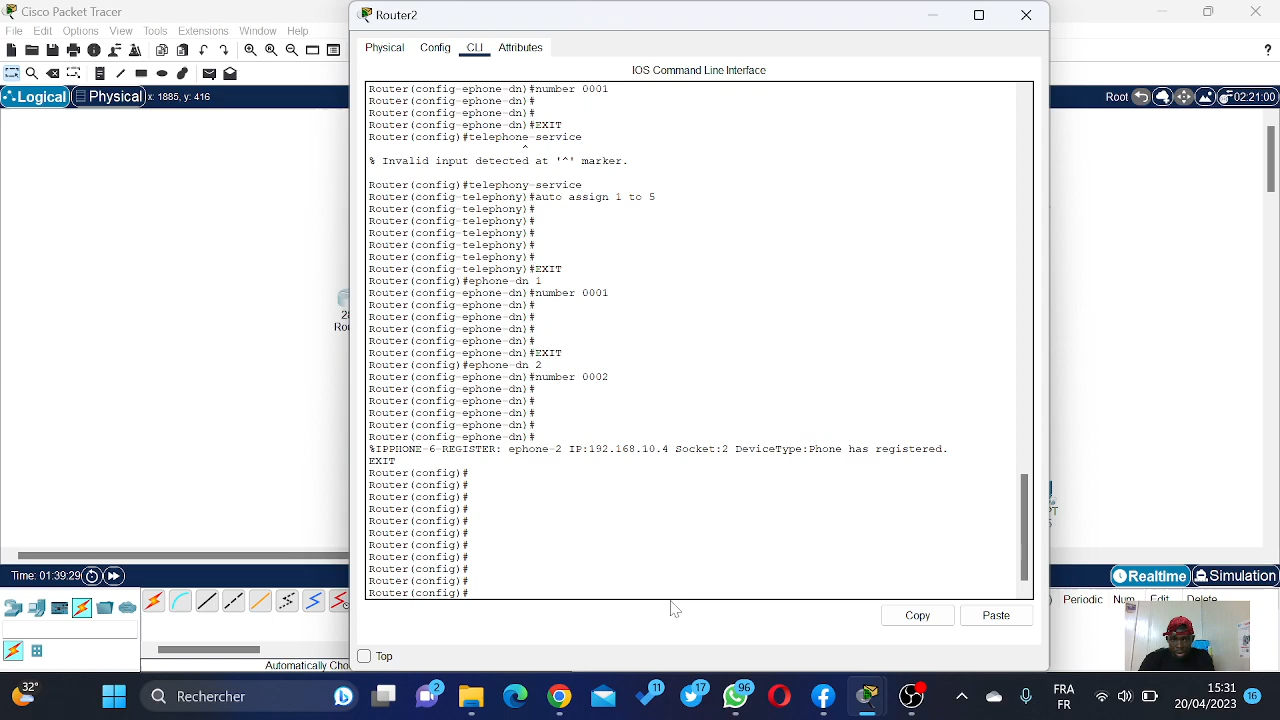 Cisco Packet Tracer
File Edit Options View Tools Extensions Window Help
Logical Physical x: 1885, y: 416
Root 02:21:00
Router2
Physical Config CLI Attributes
IOS Command Line Interface
Router(config-ephone-dn)#number 0001
Router(config-ephone-dn)#
Router(config-ephone-dn)#
Router(config-ephone-dn)#EXIT
Router(config)#telephone-service
^
% Invalid input detected at '^' marker.
Router(config)#telephony-service
Router(config-telephony)#auto assign 1 to 5
Router(config-telephony)#
Router(config-telephony)#
Router(config-telephony)#
Router(config-telephony)#
Router(config-telephony)#
Router(config-telephony)#EXIT
Router(config)#ephone-dn 1
Router(config-ephone-dn)#number 0001
Router(config-ephone-dn)#
Router(config-ephone-dn)#
Router(config-ephone-dn)#
Router(config-ephone-dn)#
Router(config-ephone-dn)#EXIT
Router(config)#ephone-dn 2
Router(config-ephone-dn)#number 0002
Router(config-ephone-dn)#
Router(config-ephone-dn)#
Router(config-ephone-dn)#
Router(config-ephone-dn)#
Router(config-ephone-dn)#
%IPPHONE-6-REGISTER: ephone-2 IP:192.168.10.4 Socket:2 DeviceType:Phone has registered.
EXIT
Router(config)#
Router(config)#
Router(config)#
Router(config)#
Router(config)#
Router(config)#
Router(config)#
Router(config)#
Router(config)#
Router(config)#
Router(config)#
Copy Paste
Top
Time: 01:39:29
Realtime Simulation
Periodic Num Edit Delete
Automatically Cho
32°
Rechercher
2 11 17 96
FRA
FR
15:31
20/04/2023
16